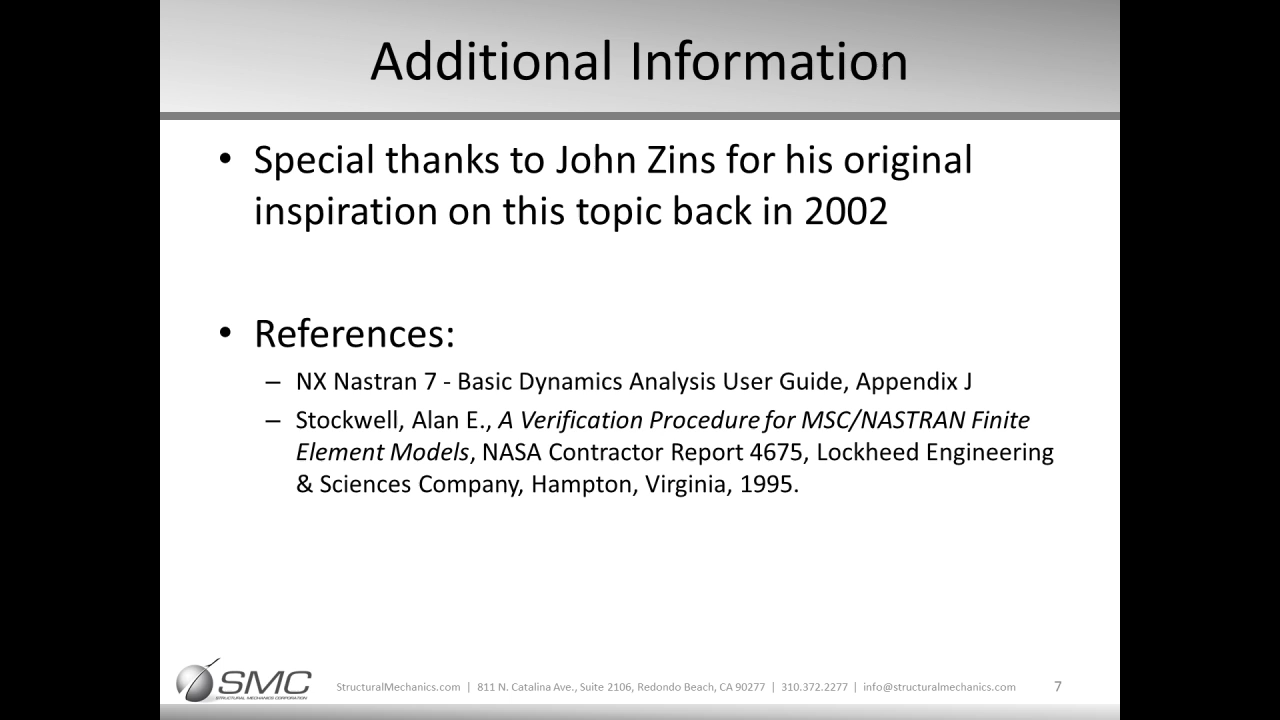 Additional Information
• Special thanks to John Zins for his original
inspiration on this topic back in 2002
• References:
– NX Nastran 7 - Basic Dynamics Analysis User Guide, Appendix J
– Stockwell, Alan E., A Verification Procedure for MSC/NASTRAN Finite
Element Models, NASA Contractor Report 4675, Lockheed Engineering
& Sciences Company, Hampton, Virginia, 1995.
SMC
STRUCTURAL MECHANICS CORPORATION
StructuralMechanics.com | 811 N. Catalina Ave., Suite 2106, Redondo Beach, CA 90277 | 310.372.2277 | info@structuralmechanics.com 7